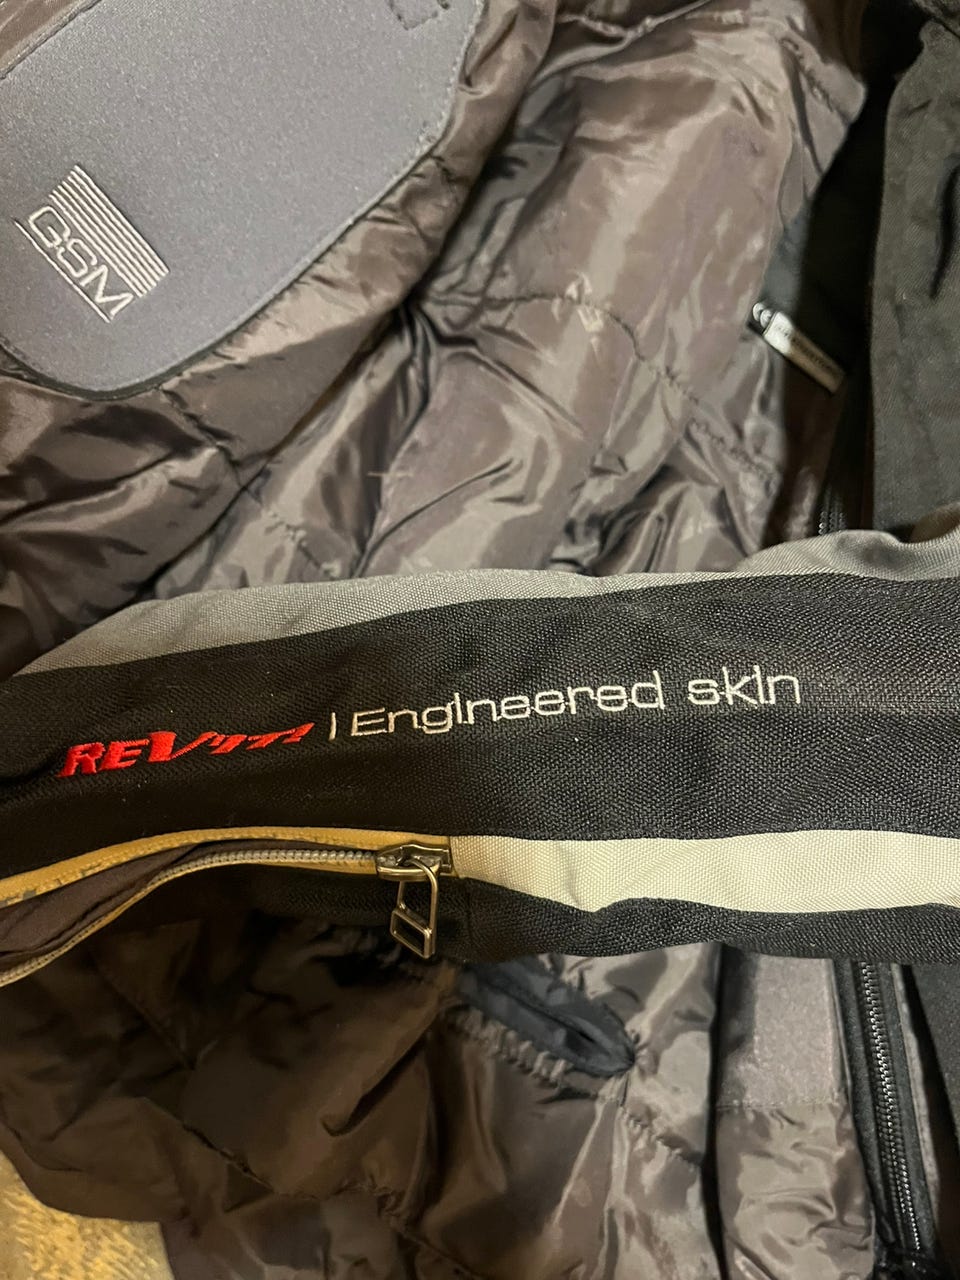 GSM
REV'IT! | Engineered skin